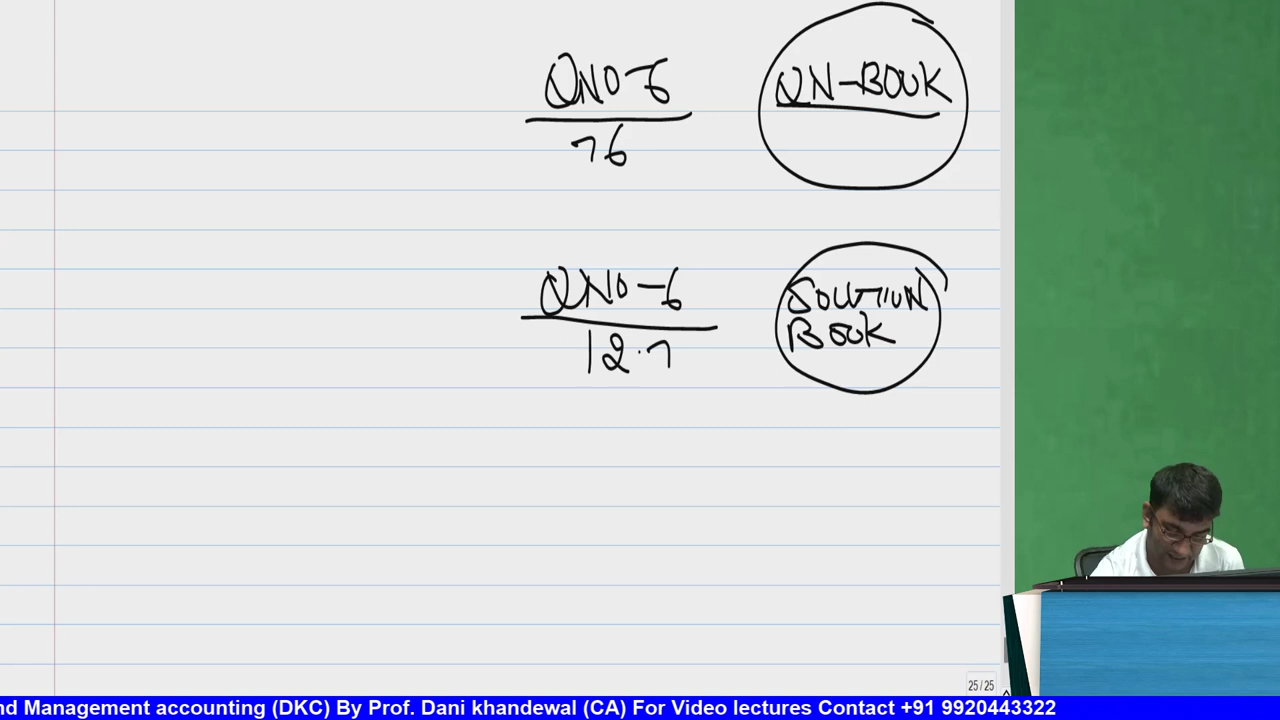 QNO-6
76
QN-BOOK
QNO-6
12.7
SOLUTION
BOOK
25/25
nd Management accounting (DKC) By Prof. Dani khandewal (CA) For Video lectures Contact +91 9920443322